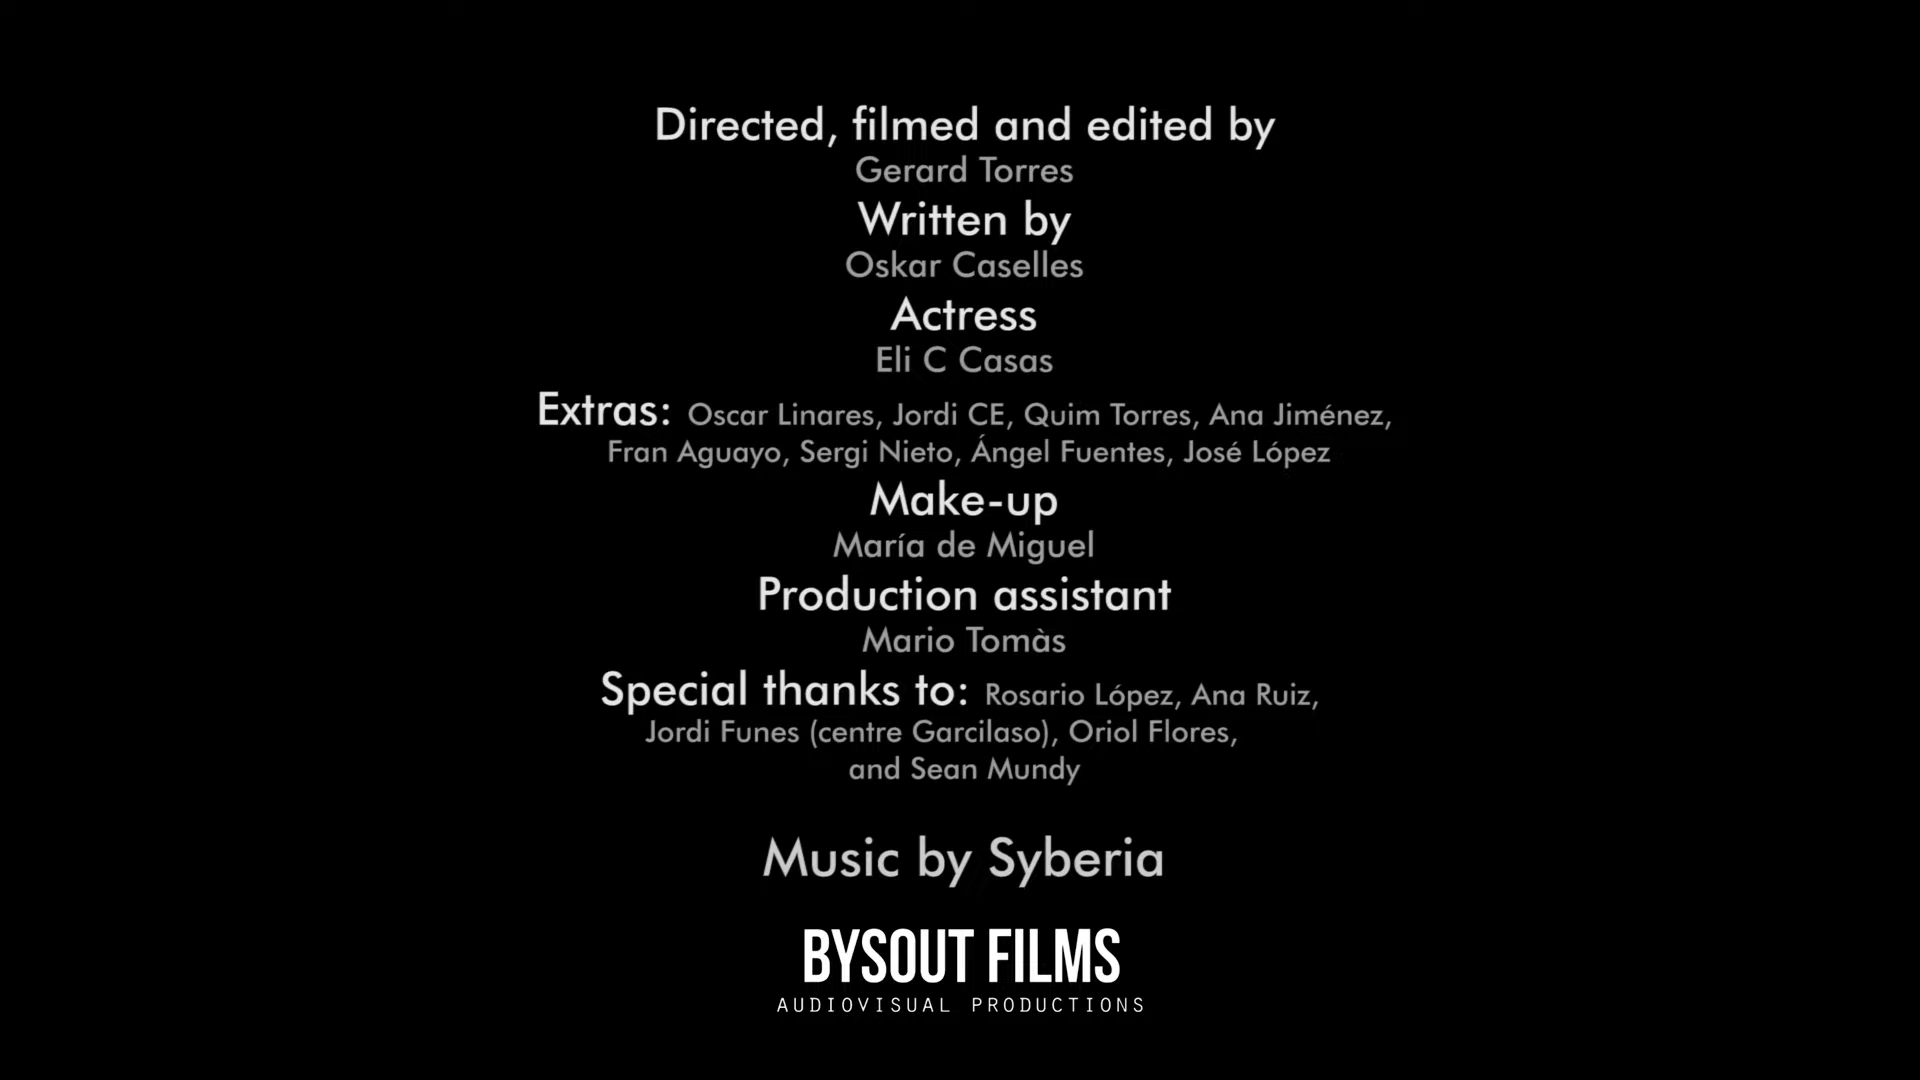 Directed, filmed and edited by
Gerard Torres
Written by
Oskar Caselles
Actress
Eli C Casas
Extras: Oscar Linares, Jordi CE, Quim Torres, Ana Jiménez,
Fran Aguayo, Sergi Nieto, Ángel Fuentes, José López
Make-up
María de Miguel
Production assistant
Mario Tomàs
Special thanks to: Rosario López, Ana Ruiz,
Jordi Funes (centre Garcilaso), Oriol Flores,
and Sean Mundy
Music by Syberia
BYSOUT FILMS
AUDIOVISUAL PRODUCTIONS